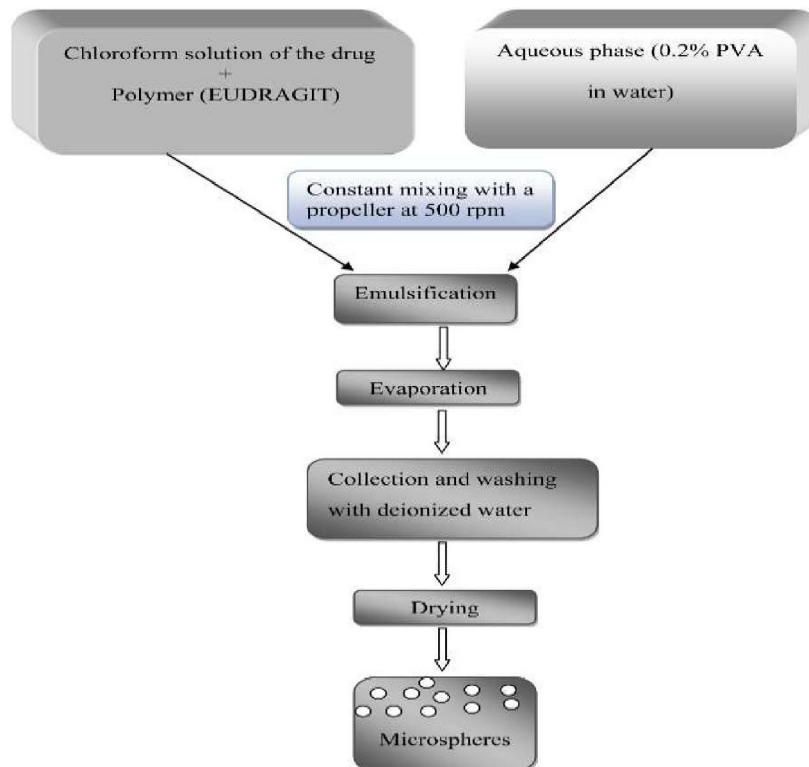 Chloroform solution of the drug
+
Polymer (EUDRAGIT)
Aqueous phase (0.2% PVA
in water)
Constant mixing with a
propeller at 500 rpm
Emulsification
Evaporation
Collection and washing
with deionized water
Drying
Microspheres